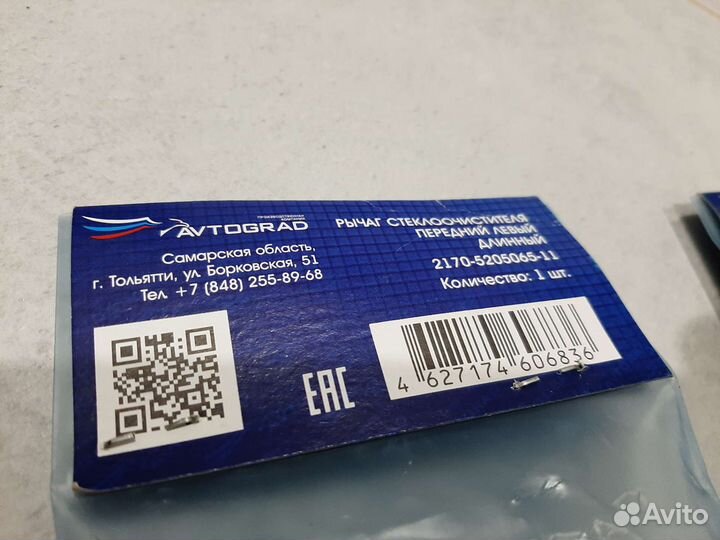 ПРОИЗВОДСТВЕННАЯ
КОМПАНИЯ
AVTOGRAD
Самарская область,
г. Тольятти, ул. Борковская, 51
Тел. +7 (848) 255-89-68
РЫЧАГ СТЕКЛООЧИСТИТЕЛЯ
ПЕРЕДНИЙ ЛЕВЫЙ
ДЛИННЫЙ
2170-5205065-11
Количество: 1 шт.
EAC
4 627174 606836
Avito